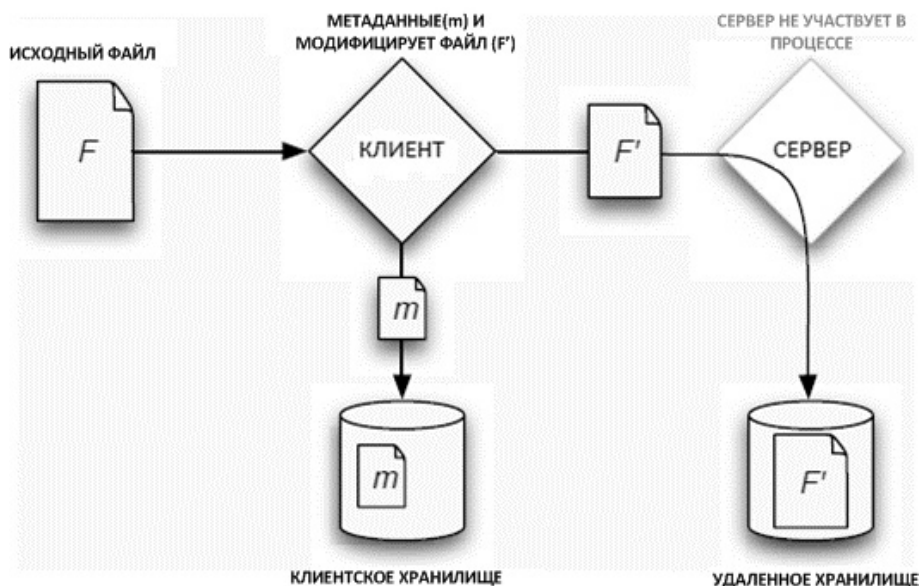 МЕТАДАННЫЕ(m) И
МОДИФИЦИРУЕТ ФАЙЛ (F')
СЕРВЕР НЕ УЧАСТВУЕТ В
ПРОЦЕССЕ
ИСХОДНЫЙ ФАЙЛ
F
КЛИЕНТ
F'
СЕРВЕР
m
m
F'
КЛИЕНТСКОЕ ХРАНИЛИЩЕ
УДАЛЕННОЕ ХРАНИЛИЩЕ